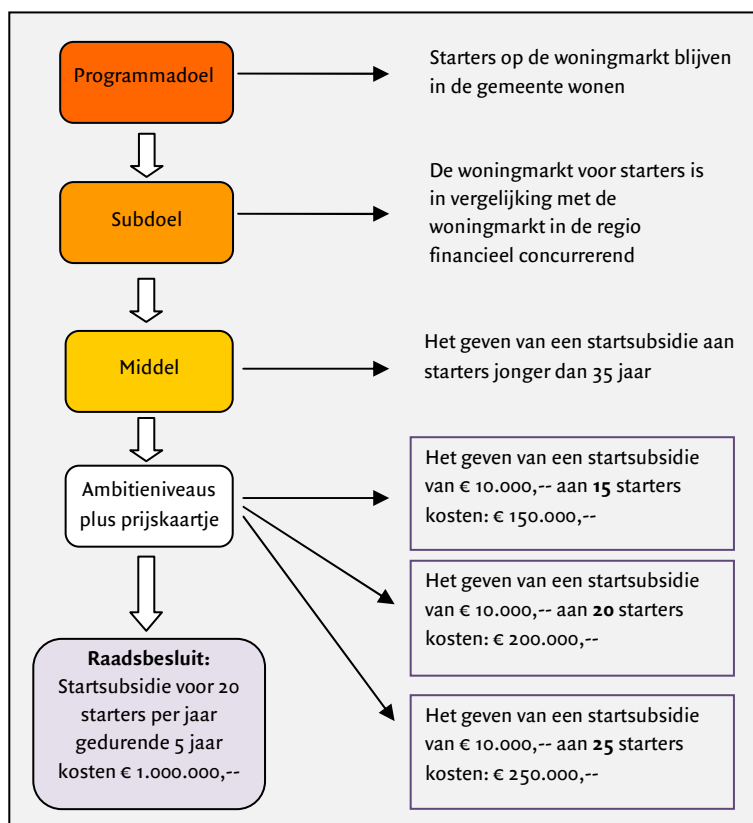 Programmadoel
Starters op de woningmarkt blijven
in de gemeente wonen
Subdoel
De woningmarkt voor starters is
in vergelijking met de
woningmarkt in de regio
financieel concurrerend
Middel
Het geven van een startsubsidie aan
starters jonger dan 35 jaar
Ambitieniveaus
plus prijskaartje
Het geven van een startsubsidie
van € 10.000,-- aan 15 starters
kosten: € 150.000,--
Het geven van een startsubsidie
van € 10.000,-- aan 20 starters
kosten: € 200.000,--
Het geven van een startsubsidie
van € 10.000,-- aan 25 starters
kosten: € 250.000,--
Raadsbesluit:
Startsubsidie voor 20
starters per jaar
gedurende 5 jaar
kosten € 1.000.000,--